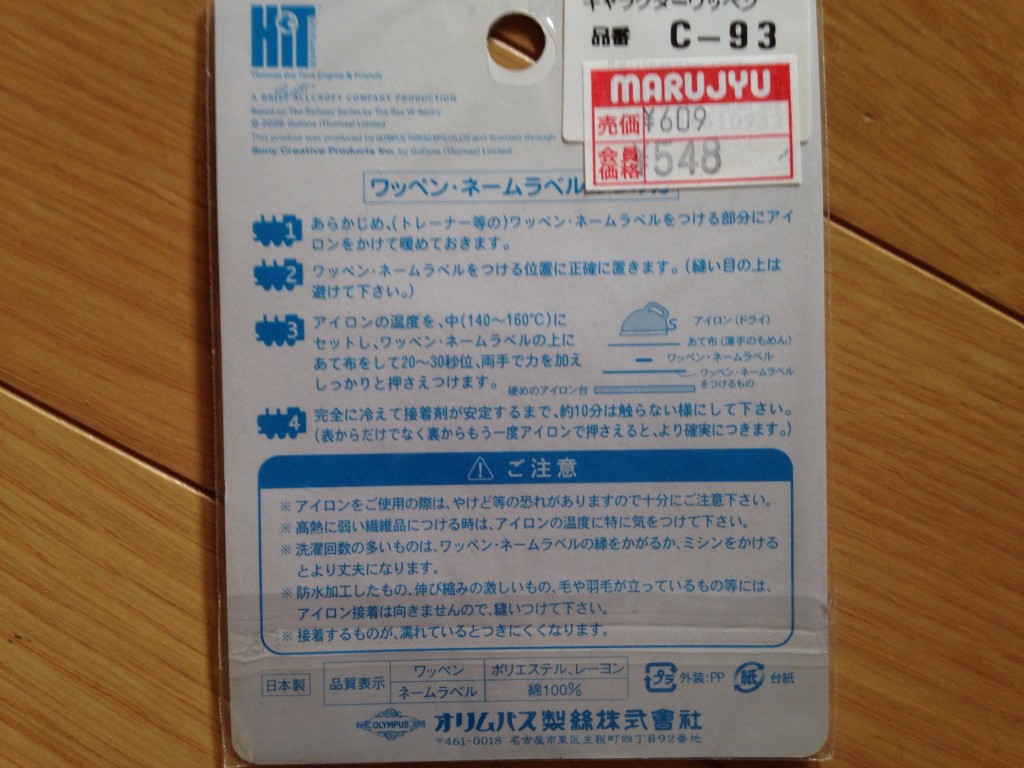 HiT
Thomas the Tank Engine & Friends
A BRITT ALLCROFT COMPANY PRODUCTION
Based on The Railway Series by The Rev W Awdry
© 2006 Gullane (Thomas) Limited
This product was produced by OLYMPUS THREAD MFG.CO.,LTD and licensed through
Sony Creative Products Inc. by Gullane (Thomas) Limited
キャラクターワッペン
品番 C-93
MARUJYU
売価 ¥609
会員価格 ¥548
ワッペン・ネームラベル
1 あらかじめ、(トレーナー等の)ワッペン・ネームラベルをつける部分にアイ
ロンをかけて暖めておきます。
2 ワッペン・ネームラベルをつける位置に正確に置きます。(縫い目の上は
避けて下さい。)
3 アイロンの温度を、中(140～160℃)に
セットし、ワッペン・ネームラベルの上に
あて布をして20～30秒位、両手で力を加え
しっかりと押さえつけます。
アイロン(ドライ)
あて布(薄手のもめん)
ワッペン・ネームラベル
ワッペン・ネームラベル
をつけるもの
硬めのアイロン台
4 完全に冷えて接着剤が安定するまで、約10分は触らない様にして下さい。
(表からだけでなく裏からもう一度アイロンで押さえると、より確実につきます。)
ご注意
※アイロンをご使用の際は、やけど等の恐れがありますので十分にご注意下さい。
※高熱に弱い繊維品につける時は、アイロンの温度に特に気をつけて下さい。
※洗濯回数の多いものは、ワッペン・ネームラベルの縁をかがるか、ミシンをかける
とより丈夫になります。
※防水加工したもの、伸び縮みの激しいもの、毛や羽毛が立っているもの等には、
アイロン接着は向きませんので、縫いつけて下さい。
※接着するものが、濡れているとつきにくくなります。
日本製
品質表示
ワッペン ポリエステル、レーヨン
ネームラベル 綿100%
プラ 外装:PP
紙 台紙
OLYMPUS オリムパス製絲株式會社
〒461-0018 名古屋市東区主税町四丁目92番地